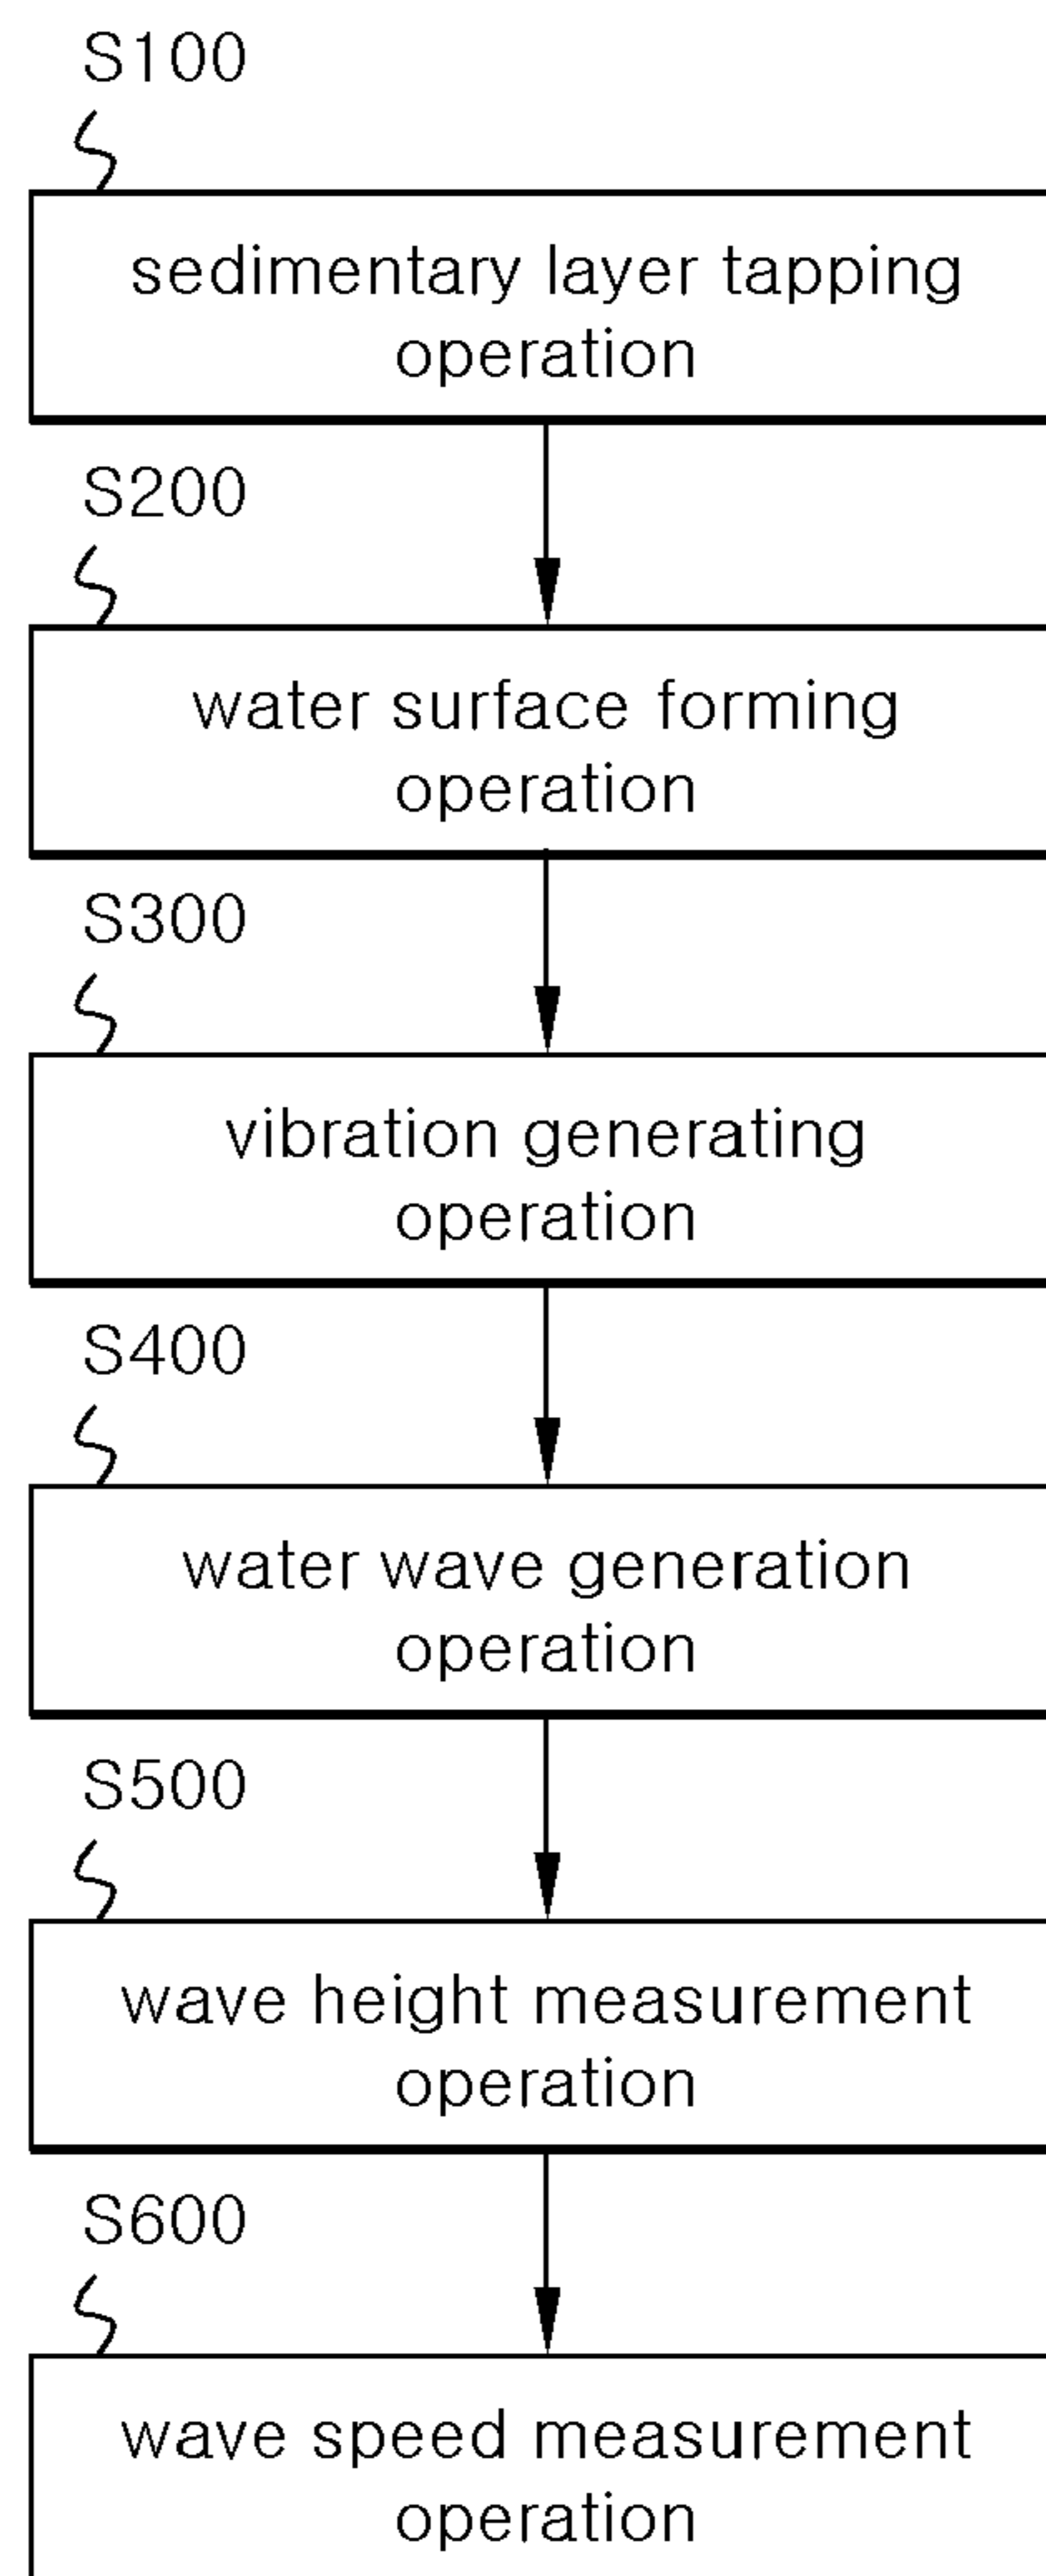 S100
sedimentary layer tapping
operation
S200
water surface forming
operation
S300
vibration generating
operation
S400
water wave generation
operation
S500
wave height measurement
operation
S600
wave speed measurement
operation